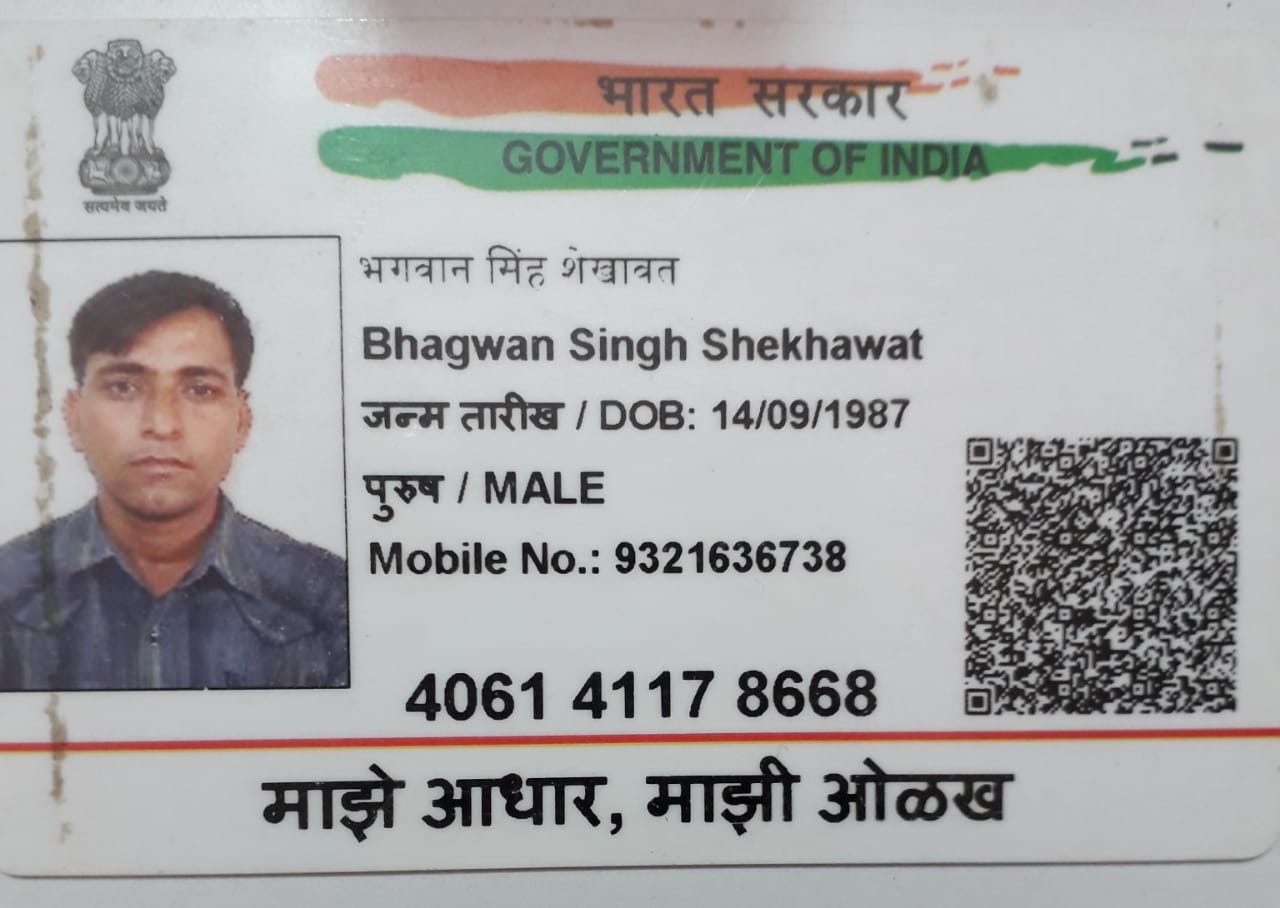 भारत सरकार
GOVERNMENT OF INDIA
सत्यमेव जयते
भगवान सिंह शेखावत
Bhagwan Singh Shekhawat
जन्म तारीख / DOB: 14/09/1987
पुरुष / MALE
Mobile No.: 9321636738
4061 4117 8668
माझे आधार, माझी ओळख